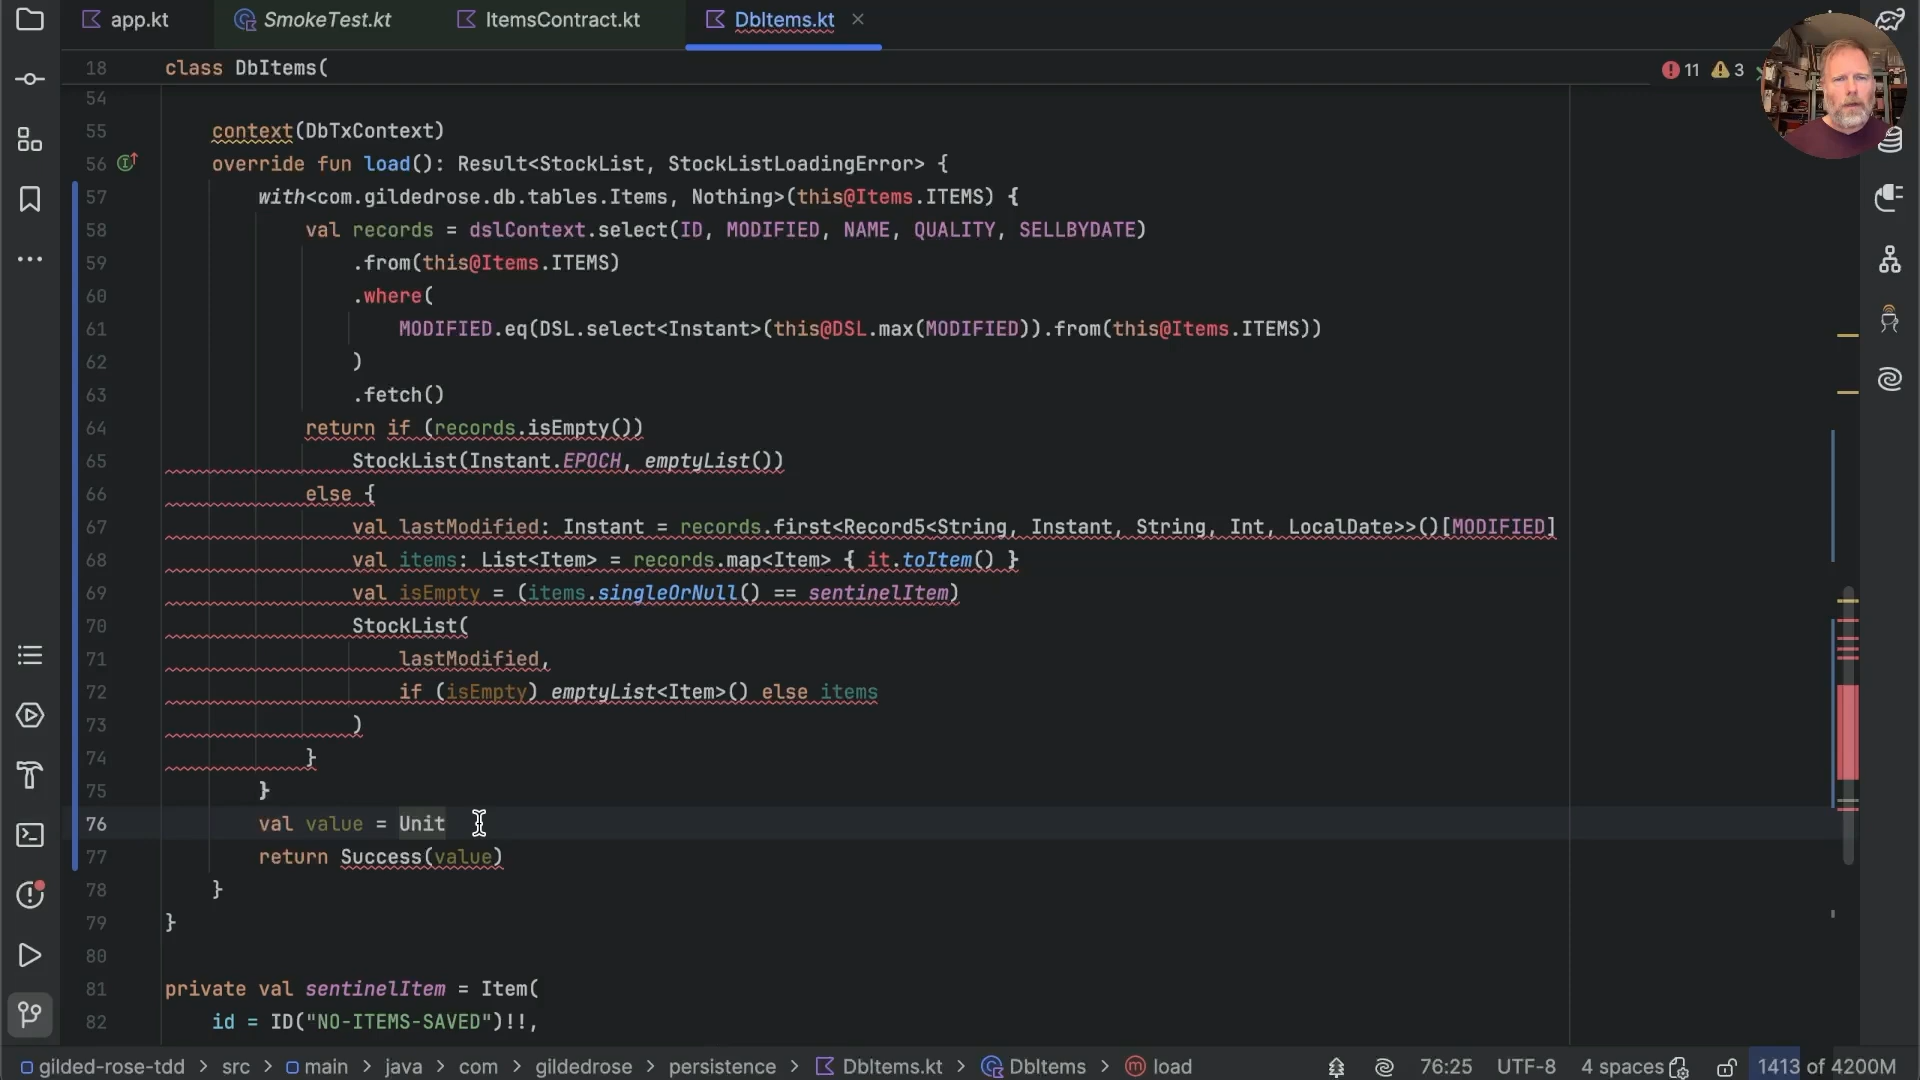 app.kt
SmokeTest.kt
ItemsContract.kt
DbItems.kt
18 class DbItems(
11 3
54
55 context(DbTxContext)
56 override fun load(): Result<StockList, StockListLoadingError> {
57 with<com.gildedrose.db.tables.Items, Nothing>(this@Items.ITEMS) {
58 val records = dslContext.select(ID, MODIFIED, NAME, QUALITY, SELLBYDATE)
59 .from(this@Items.ITEMS)
60 .where(
61 MODIFIED.eq(DSL.select<Instant>(this@DSL.max(MODIFIED)).from(this@Items.ITEMS))
62 )
63 .fetch()
64 return if (records.isEmpty())
65 StockList(Instant.EPOCH, emptyList())
66 else {
67 val lastModified: Instant = records.first<Record5<String, Instant, String, Int, LocalDate>>()[MODIFIED]
68 val items: List<Item> = records.map<Item> { it.toItem() }
69 val isEmpty = (items.singleOrNull() == sentinelItem)
70 StockList(
71 lastModified,
72 if (isEmpty) emptyList<Item>() else items
73 )
74 }
75 }
76 val value = Unit
77 return Success(value)
78 }
79 }
80
81 private val sentinelItem = Item(
82 id = ID("NO-ITEMS-SAVED")!!,
gilded-rose-tdd > src > main > java > com > gildedrose > persistence > DbItems.kt > DbItems > load 76:25 UTF-8 4 spaces 1413 of 4200M